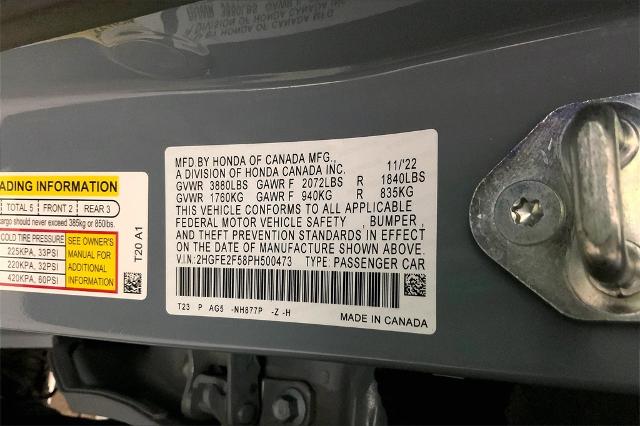 MFD.BY HONDA OF CANADA MFG.,
A DIVISION OF HONDA CANADA INC. 11/'22
GVWR 3880LBS GAWR F 2072LBS R 1840LBS
GVWR 1760KG GAWR F 940KG R 835KG
THIS VEHICLE CONFORMS TO ALL APPLICABLE
FEDERAL MOTOR VEHICLE SAFETY , BUMPER ,
AND THEFT PREVENTION STANDARDS IN EFFECT
ON THE DATE OF MANUFACTURE SHOWN ABOVE.
V.I.N:2HGFE2F58PH500473 TYPE: PASSENGER CAR
T23 P AG5 -NH877P -Z -H
MADE IN CANADA
ADING INFORMATION
TOTAL 5 FRONT 2 REAR 3
cargo should never exceed 385kg or 850lbs.
COLD TIRE PRESSURE
225KPA, 33PSI
220KPA, 32PSI
420KPA, 60PSI
SEE OWNER'S
MANUAL FOR
ADDITIONAL
INFORMATION
T20 A1